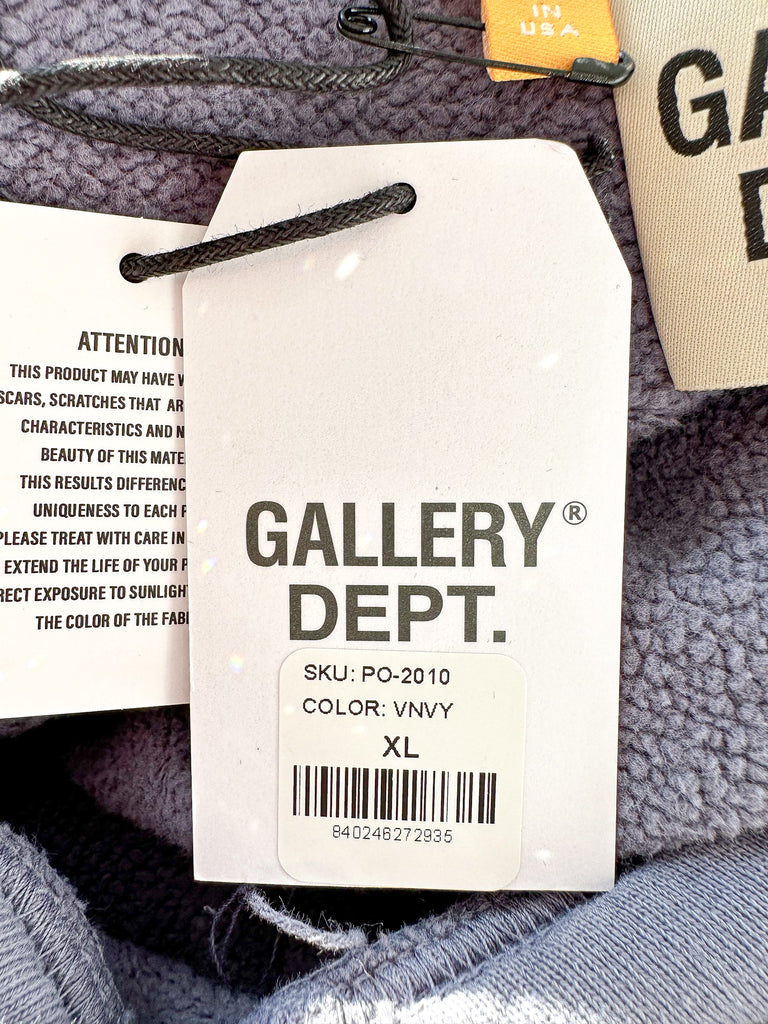 IN
USA
GA
D
ATTENTION
THIS PRODUCT MAY HAVE
SCARS, SCRATCHES THAT AR
CHARACTERISTICS AND N
BEAUTY OF THIS MATE
THIS RESULTS DIFFERENC
UNIQUENESS TO EACH
PLEASE TREAT WITH CARE IN
EXTEND THE LIFE OF YOUR P
RECT EXPOSURE TO SUNLIGH
THE COLOR OF THE FAB
GALLERY®
DEPT.
SKU: PO-2010
COLOR: VNVY
XL
840246272935